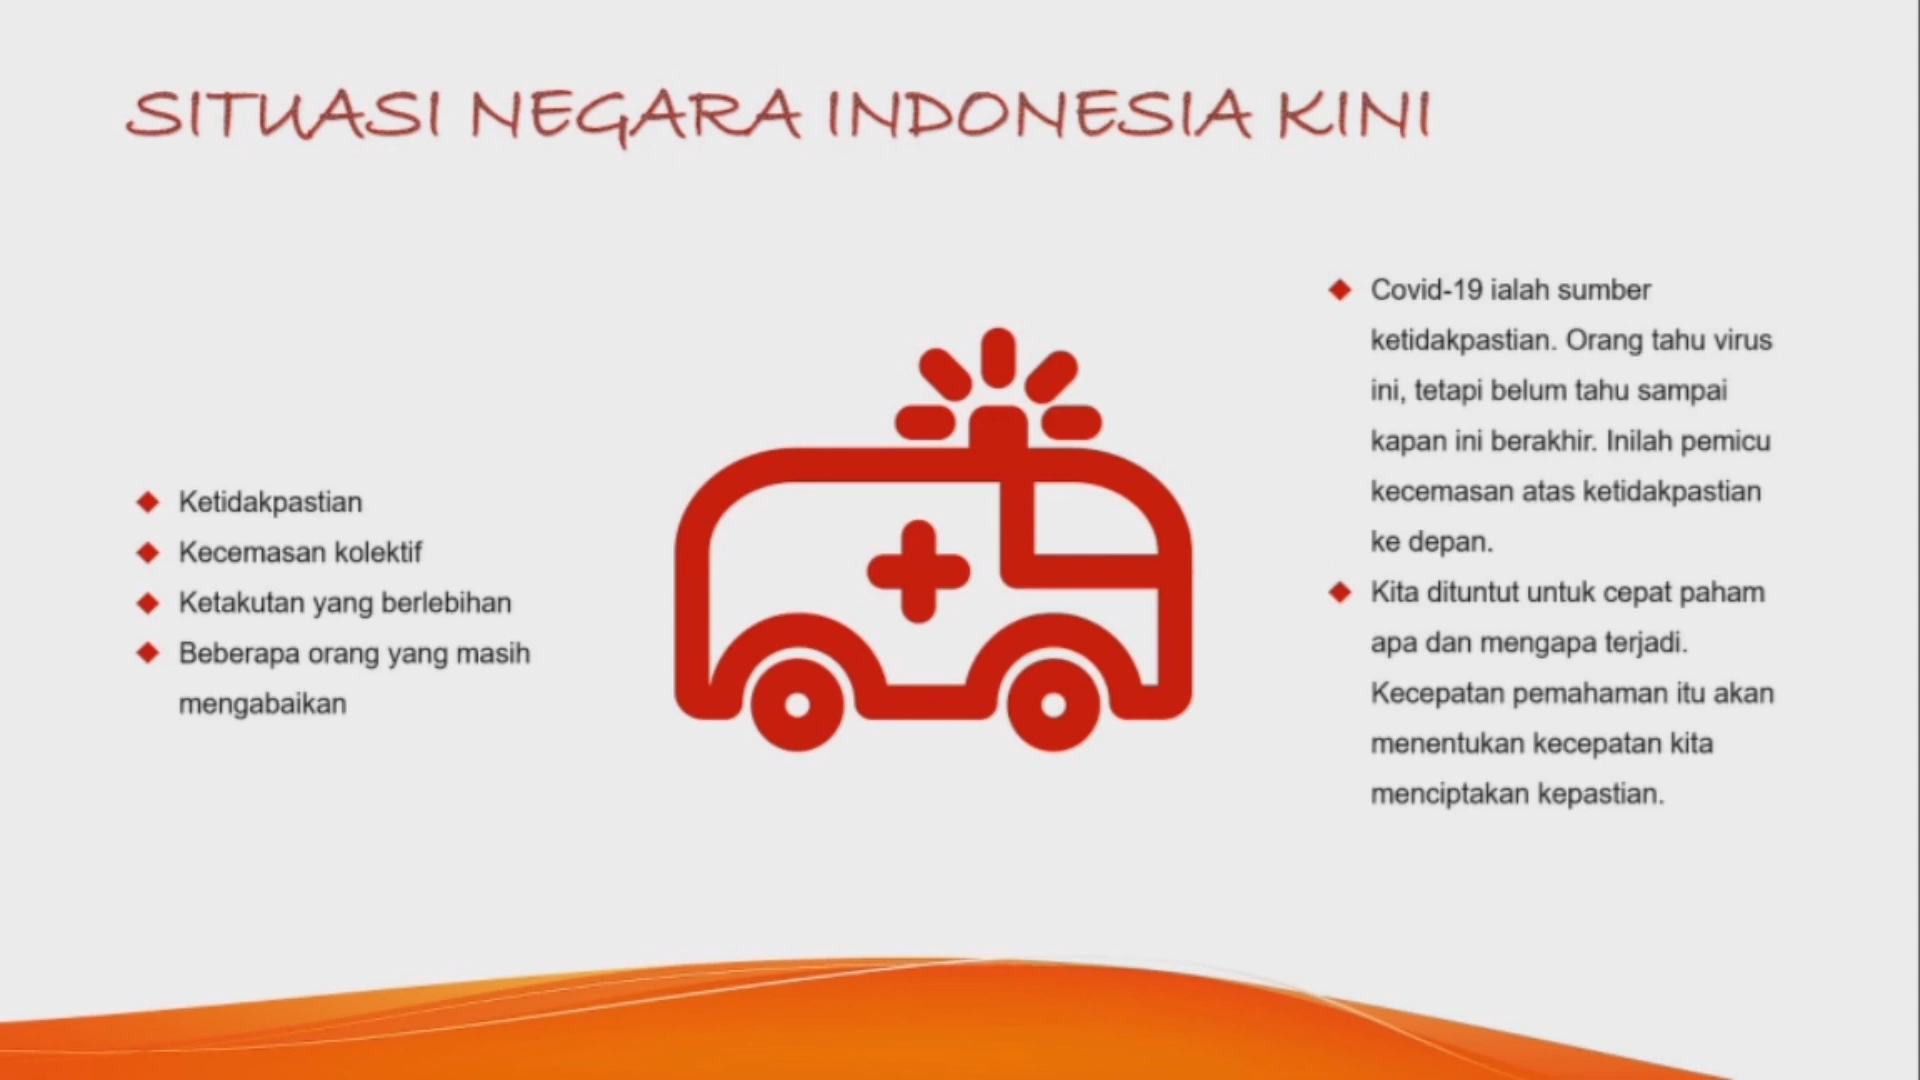 SITUASI NEGARA INDONESIA KINI
Ketidakpastian
Kecemasan kolektif
Ketakutan yang berlebihan
Beberapa orang yang masih
mengabaikan
Covid-19 ialah sumber
ketidakpastian. Orang tahu virus
ini, tetapi belum tahu sampai
kapan ini berakhir. Inilah pemicu
kecemasan atas ketidakpastian
ke depan.
Kita dituntut untuk cepat paham
apa dan mengapa terjadi.
Kecepatan pemahaman itu akan
menentukan kecepatan kita
menciptakan kepastian.